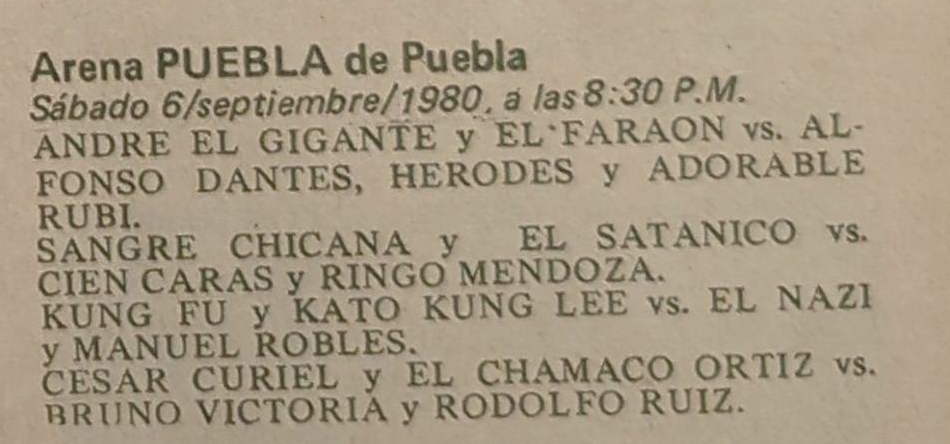 Arena PUEBLA de Puebla
Sábado 6/septiembre/1980, a las 8:30 P.M.
ANDRE EL GIGANTE y EL FARAON vs. AL-
FONSO DANTES, HERODES y ADORABLE
RUBI.
SANGRE CHICANA y EL SATANICO vs.
CIEN CARAS y RINGO MENDOZA.
KUNG FU y KATO KUNG LEE vs. EL NAZI
y MANUEL ROBLES.
CESAR CURIEL y EL CHAMACO ORTIZ vs.
BRUNO VICTORIA y RODOLFO RUIZ.